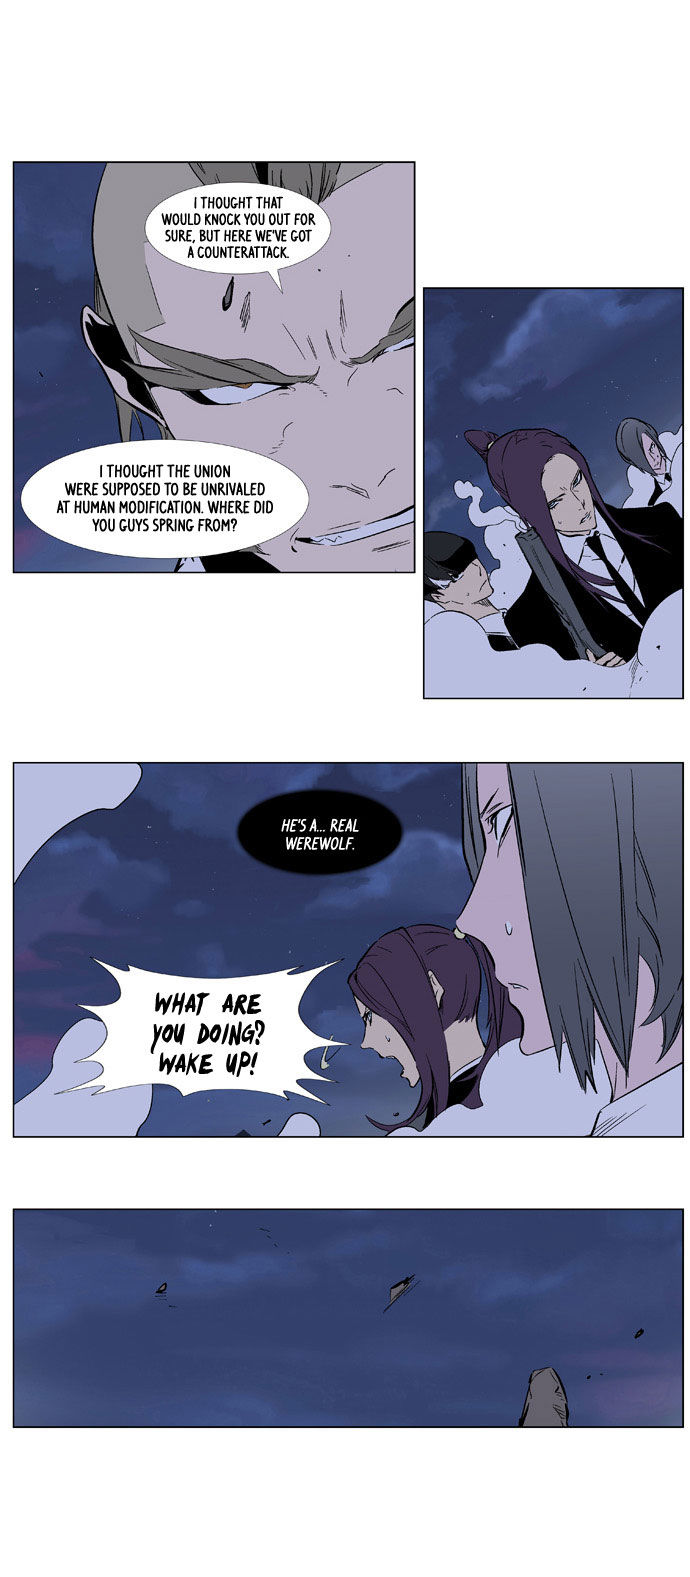 I THOUGHT THAT
WOULD KNOCK YOU OUT FOR
SURE, BUT HERE WE'VE GOT
A COUNTERATTACK.
I THOUGHT THE UNION
WERE SUPPOSED TO BE UNRIVALED
AT HUMAN MODIFICATION. WHERE DID
YOU GUYS SPRING FROM?
HE'S A... REAL
WEREWOLF.
WHAT ARE
YOU DOING?
WAKE UP!